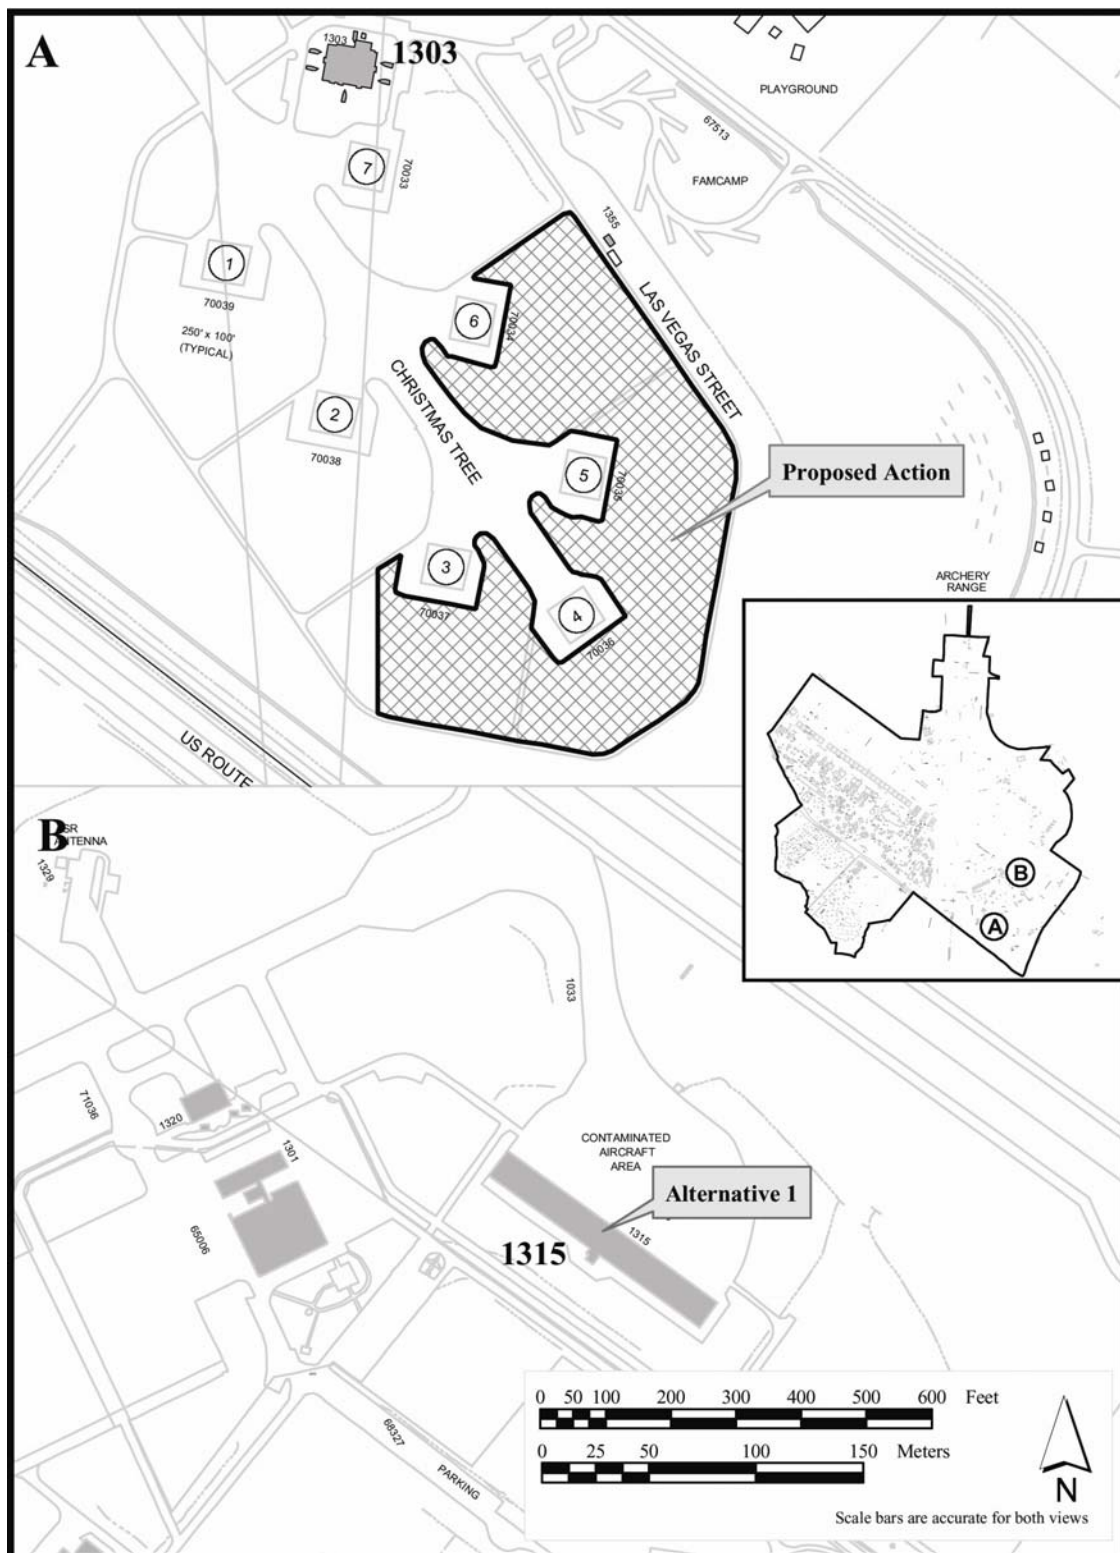 A
1303
1303
PLAYGROUND
67513
FAMCAMP
7
70033
1355
1
70039
250' x 100'
(TYPICAL)
6
70034
LAS VEGAS STREET
CHRISTMAS TREE
2
70038
5
70035
Proposed Action
3
70037
4
70036
ARCHERY
RANGE
US ROUTE
B
A
B
ANTENNA
1329
1033
71036
1320
1301
65006
CONTAMINATED
AIRCRAFT
AREA
Alternative 1
1315
1315
68327
PARKING
0 50 100 200 300 400 500 600 Feet
0 25 50 100 150 Meters
N
Scale bars are accurate for both views